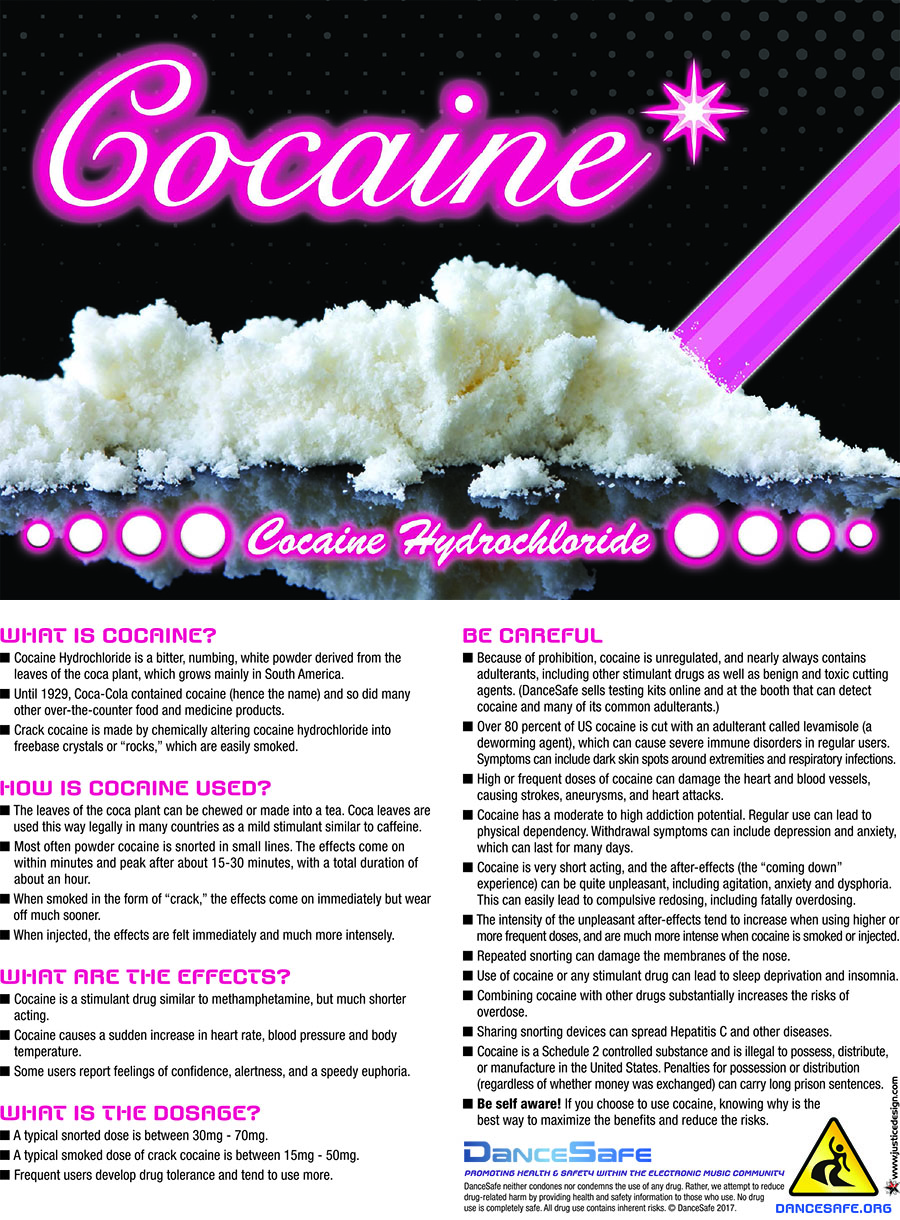 Cocaine
Cocaine Hydrochloride
WHAT IS COCAINE?
■ Cocaine Hydrochloride is a bitter, numbing, white powder derived from the
leaves of the coca plant, which grows mainly in South America.
■ Until 1929, Coca-Cola contained cocaine (hence the name) and so did many
other over-the-counter food and medicine products.
■ Crack cocaine is made by chemically altering cocaine hydrochloride into
freebase crystals or “rocks,” which are easily smoked.
HOW IS COCAINE USED?
■ The leaves of the coca plant can be chewed or made into a tea. Coca leaves are
used this way legally in many countries as a mild stimulant similar to caffeine.
■ Most often powder cocaine is snorted in small lines. The effects come on
within minutes and peak after about 15-30 minutes, with a total duration of
about an hour.
■ When smoked in the form of “crack,” the effects come on immediately but wear
off much sooner.
■ When injected, the effects are felt immediately and much more intensely.
WHAT ARE THE EFFECTS?
■ Cocaine is a stimulant drug similar to methamphetamine, but much shorter
acting.
■ Cocaine causes a sudden increase in heart rate, blood pressure and body
temperature.
■ Some users report feelings of confidence, alertness, and a speedy euphoria.
WHAT IS THE DOSAGE?
■ A typical snorted dose is between 30mg - 70mg.
■ A typical smoked dose of crack cocaine is between 15mg - 50mg.
■ Frequent users develop drug tolerance and tend to use more.
BE CAREFUL
■ Because of prohibition, cocaine is unregulated, and nearly always contains
adulterants, including other stimulant drugs as well as benign and toxic cutting
agents. (DanceSafe sells testing kits online and at the booth that can detect
cocaine and many of its common adulterants.)
■ Over 80 percent of US cocaine is cut with an adulterant called levamisole (a
deworming agent), which can cause severe immune disorders in regular users.
Symptoms can include dark skin spots around extremities and respiratory infections.
■ High or frequent doses of cocaine can damage the heart and blood vessels,
causing strokes, aneurysms, and heart attacks.
■ Cocaine has a moderate to high addiction potential. Regular use can lead to
physical dependency. Withdrawal symptoms can include depression and anxiety,
which can last for many days.
■ Cocaine is very short acting, and the after-effects (the “coming down”
experience) can be quite unpleasant, including agitation, anxiety and dysphoria.
This can easily lead to compulsive redosing, including fatally overdosing.
■ The intensity of the unpleasant after-effects tend to increase when using higher or
more frequent doses, and are much more intense when cocaine is smoked or injected.
■ Repeated snorting can damage the membranes of the nose.
■ Use of cocaine or any stimulant drug can lead to sleep deprivation and insomnia.
■ Combining cocaine with other drugs substantially increases the risks of
overdose.
■ Sharing snorting devices can spread Hepatitis C and other diseases.
■ Cocaine is a Schedule 2 controlled substance and is illegal to possess, distribute,
or manufacture in the United States. Penalties for possession or distribution
(regardless of whether money was exchanged) can carry long prison sentences.
■ Be self aware! If you choose to use cocaine, knowing why is the
best way to maximize the benefits and reduce the risks.
DANCESAFE
PROMOTING HEALTH & SAFETY WITHIN THE ELECTRONIC MUSIC COMMUNITY
DanceSafe neither condones nor condemns the use of any drug. Rather, we attempt to reduce
drug-related harm by providing health and safety information to those who use. No drug
use is completely safe. All drug use contains inherent risks. © DanceSafe 2017.
DANCESAFE.ORG
www.justicedesign.com